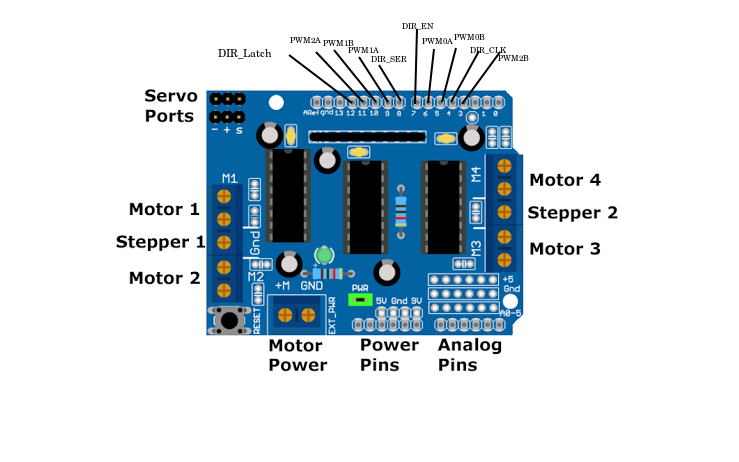 DIR_Latch
PWM2A
PWM1B
PWM1A
DIR_SER
DIR_EN
PWM0A
PWM0B
DIR_CLK
PWM2B
Servo
Ports
- + s
ARef gnd 13 12 11 10 9 8 7 6 5 4 3 1 0
M1
M4
Motor 1
Motor 4
Stepper 1
Stepper 2
Gnd
M3
Motor 3
Motor 2
M2
+
+M GND
PWR
+5
Gnd
A0-5
5V Gnd 9V
RESET
EXT_PWR
Motor
Power
Power
Pins
Analog
Pins